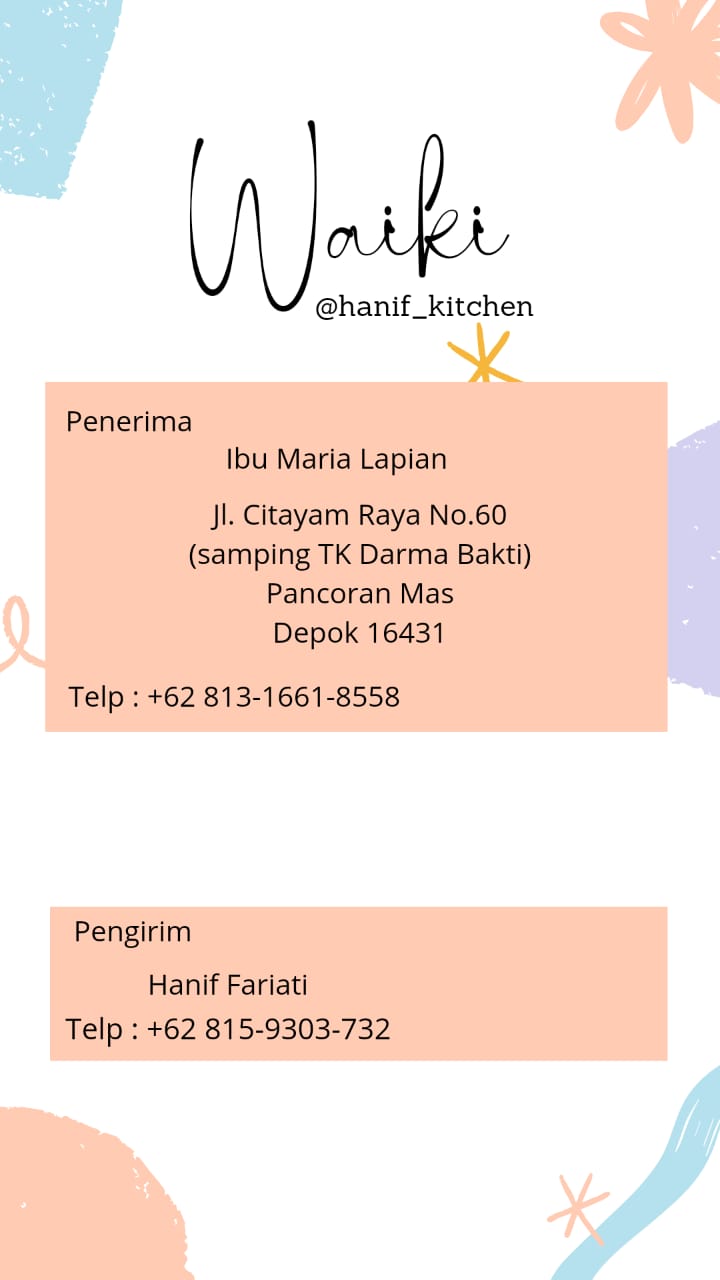 Waiki
@hanif_kitchen
Penerima
Ibu Maria Lapian
Jl. Citayam Raya No.60
(samping TK Darma Bakti)
Pancoran Mas
Depok 16431
Telp : +62 813-1661-8558
Pengirim
Hanif Fariati
Telp : +62 815-9303-732